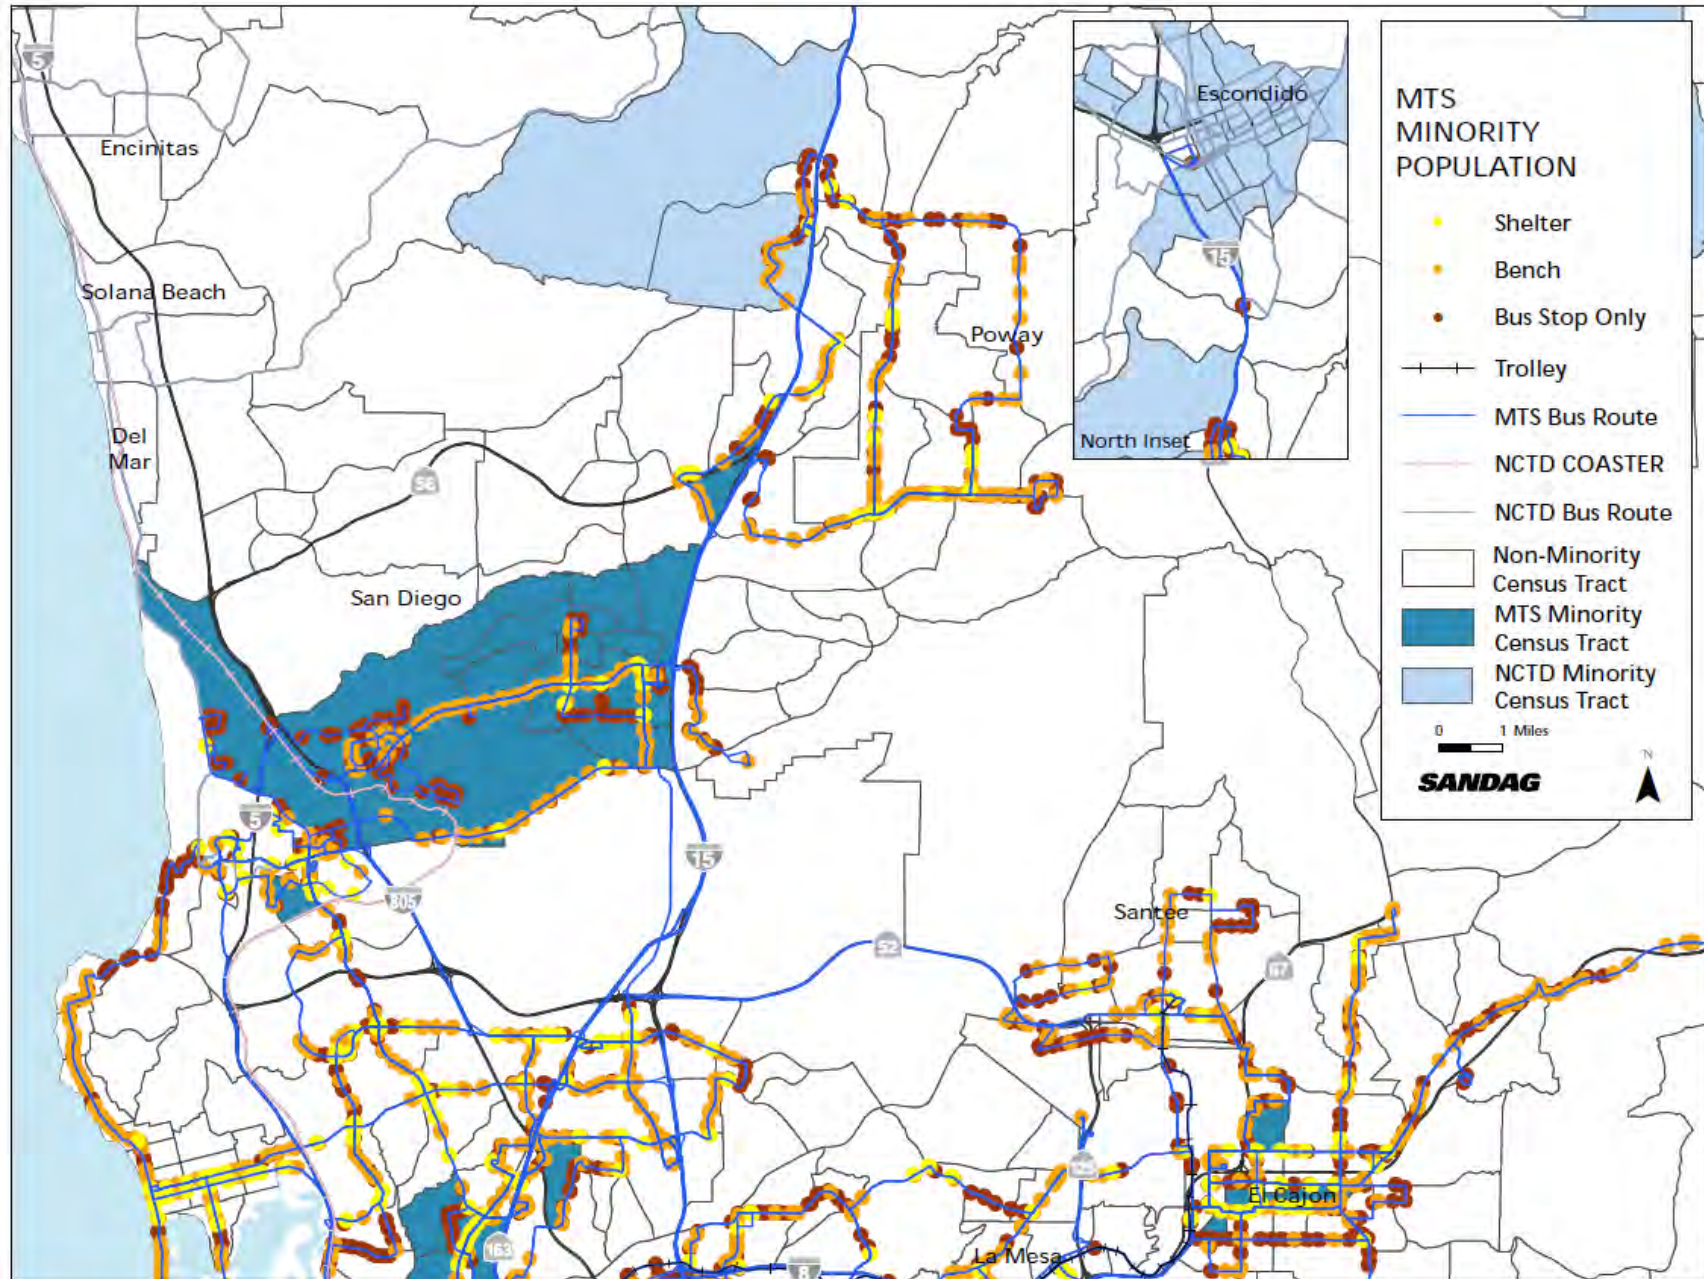 5
Encinitas
Solana Beach
Del
Mar
56
San Diego
Poway
5
805
15
52
Santee
67
El Cajon
La Mesa
163
8
Escondido
15
North Inset
MTS
MINORITY
POPULATION
Shelter
Bench
Bus Stop Only
Trolley
MTS Bus Route
NCTD COASTER
NCTD Bus Route
Non-Minority
Census Tract
MTS Minority
Census Tract
NCTD Minority
Census Tract
0 1 Miles
N
SANDAG